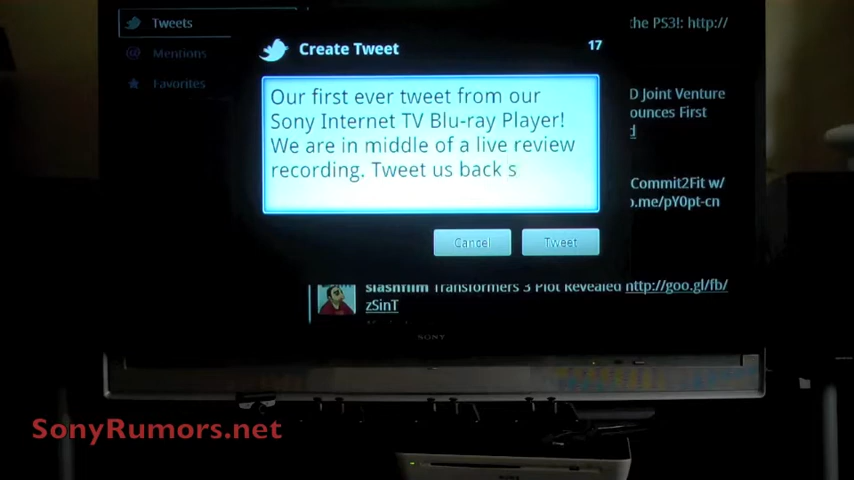 Tweets
the PS3!: http://
Mentions
Favorites
Create Tweet
17
Our first ever tweet from our
Sony Internet TV Blu-ray Player!
We are in middle of a live review
recording. Tweet us back s
D Joint Venture
ounces First
d
Commit2Fit w/
o.me/pY0pt-cn
Cancel
Tweet
slashfilm Transformers 3 Plot Revealed http://goo.gl/fb/
zSinT
SONY
SonyRumors.net